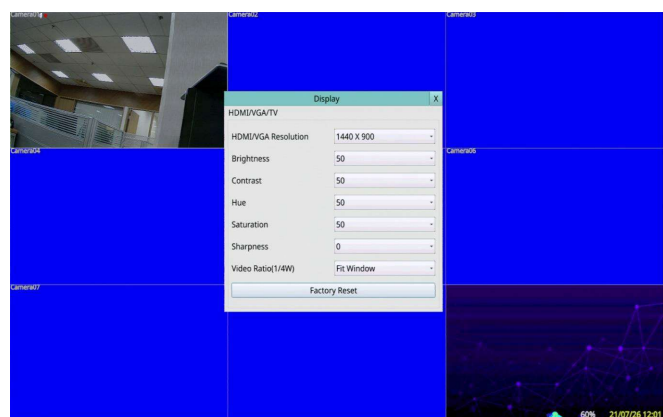 Camera01
Camera02
Camera03
Display X
HDMI/VGA/TV
HDMI/VGA Resolution 1440 X 900
Brightness 50
Contrast 50
Hue 50
Saturation 50
Sharpness 0
Video Ratio(1/4W) Fit Window
Factory Reset
Camera04
Camera06
Camera07
60% 21/07/26 12:01